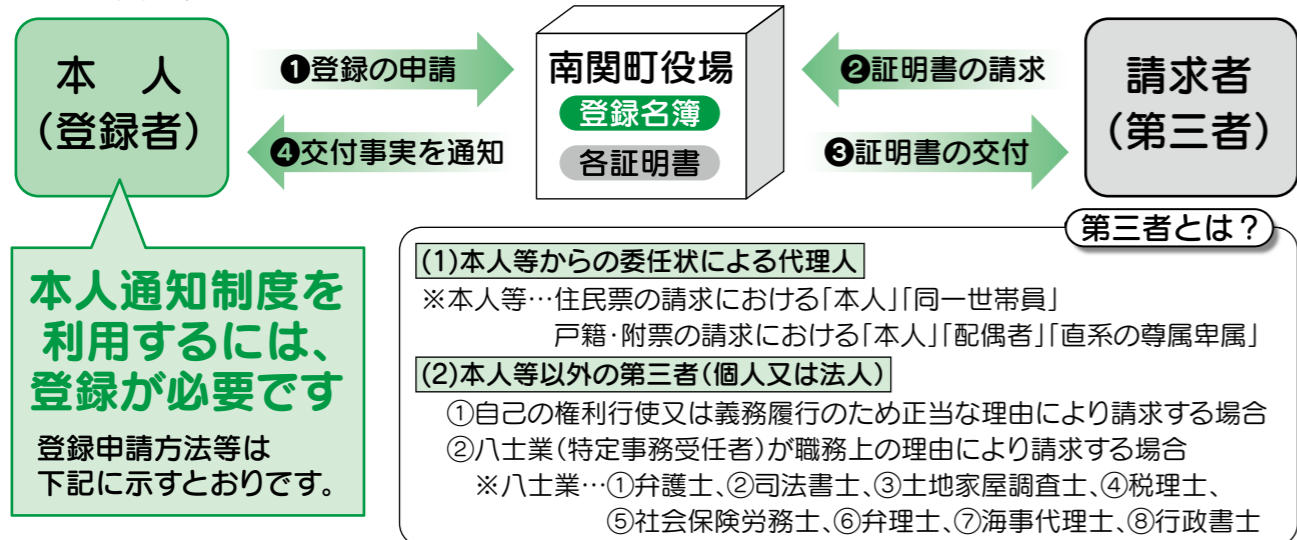 本　人
（登録者）
❶登録の申請
❹交付事実を通知
南関町役場
登録名簿
各証明書
❷証明書の請求
❸証明書の交付
請求者
（第三者）
本人通知制度を
利用するには、
登録が必要です
登録申請方法等は
下記に示すとおりです。
第三者とは？
(1)本人等からの委任状による代理人
※本人等…住民票の請求における「本人」「同一世帯員」
戸籍・附票の請求における「本人」「配偶者」「直系の尊属卑属」
(2)本人等以外の第三者（個人又は法人）
①自己の権利行使又は義務履行のため正当な理由により請求する場合
②八士業（特定事務受任者）が職務上の理由により請求する場合
※八士業…①弁護士、②司法書士、③土地家屋調査士、④税理士、
⑤社会保険労務士、⑥弁理士、⑦海事代理士、⑧行政書士